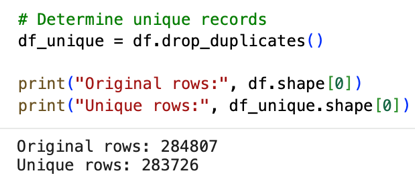 # Determine unique records
df_unique = df.drop_duplicates()
print("Original rows:", df.shape[0])
print("Unique rows:", df_unique.shape[0])
Original rows: 284807
Unique rows: 283726